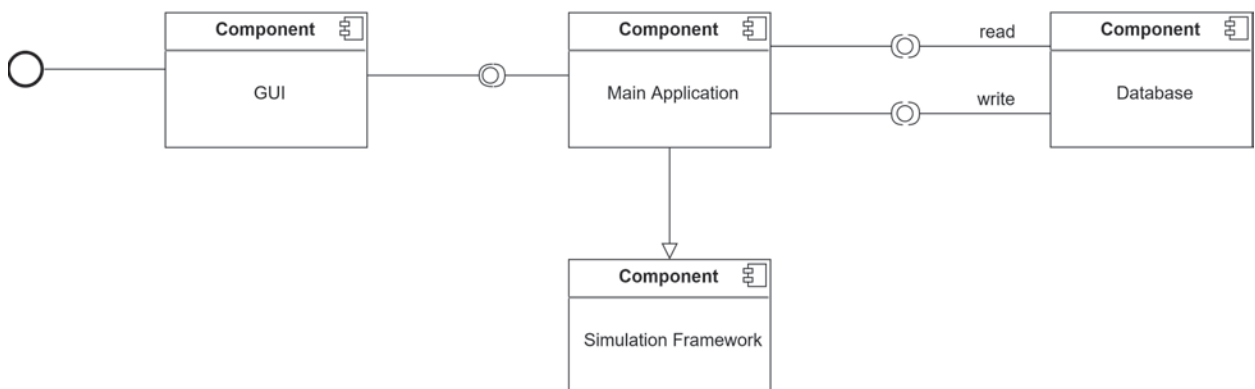 Component
GUI
Component
Main Application
read
write
Component
Database
Component
Simulation Framework